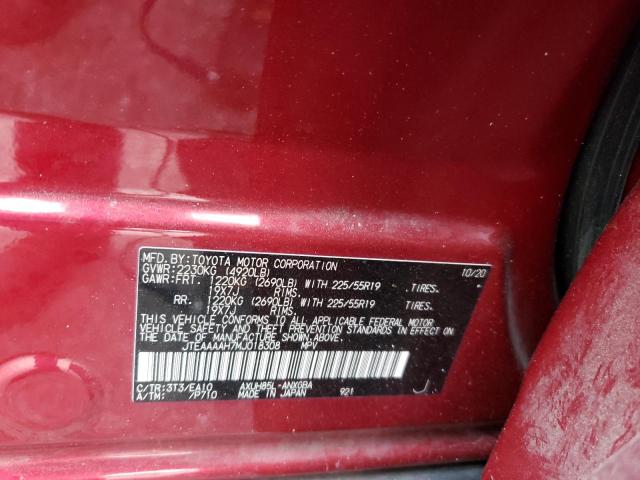 MFD.BY:TOYOTA MOTOR CORPORATION 10/20
GVWR:2230KG (4920LB)
GAWR:FRT. 1220KG (2690LB) WITH 225/55R19 TIRES.
19X7J RIMS.
RR. 1220KG (2690LB) WITH 225/55R19 TIRES.
19X7J RIMS.
THIS VEHICLE CONFORMS TO ALL APPLICABLE FEDERAL MOTOR
VEHICLE SAFETY AND THEFT PREVENTION STANDARDS IN EFFECT ON
THE DATE OF MANUFACTURE SHOWN ABOVE.
JTEAAAAH7MJ018308 MPV
C/TR:3T3/EA10 AXUH85L-ANXGBA J
A/TM: /P710 MADE IN JAPAN 921